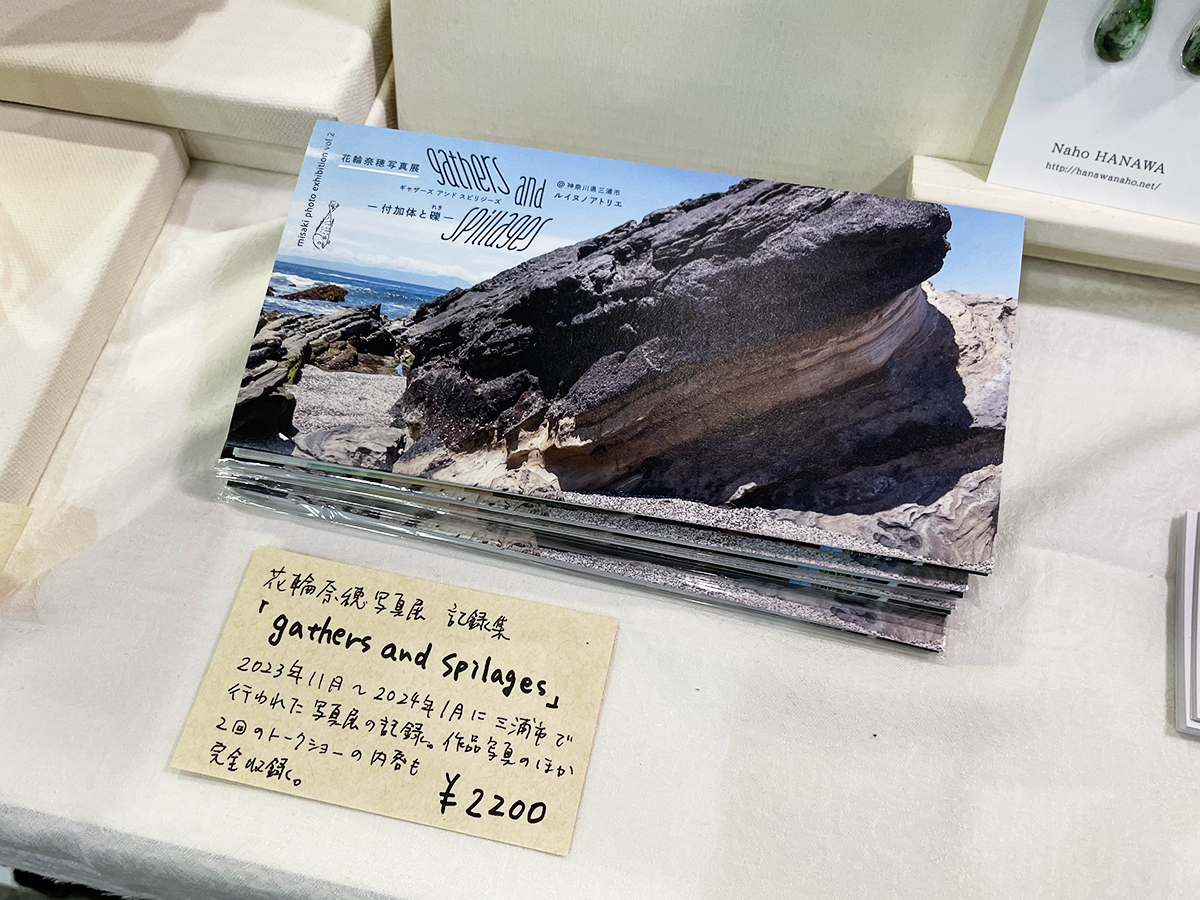 misaki photo exhibition vol.2
花輪奈穂写真展
gathers and
spillages
ギャザーズ アンド スピリジーズ
―付加体と礫―
れき
@神奈川県三浦市
ルイヌノアトリエ
Naho HANAWA
http://hanawanaho.net/
花輪奈穂写真展 記録集
「gathers and spilages」
2023年11月〜2024年1月に三浦市で
行われた写真展の記録。作品写真のほか
2回のトークショーの内容も
完全収録。
¥2200